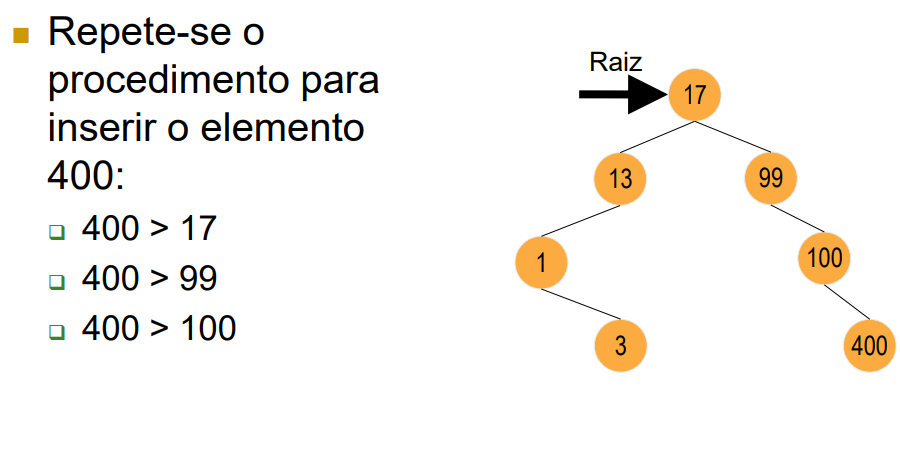 Repete-se o
procedimento para
inserir o elemento
400:
400 > 17
400 > 99
400 > 100
Raiz
17
13
99
1
100
3
400